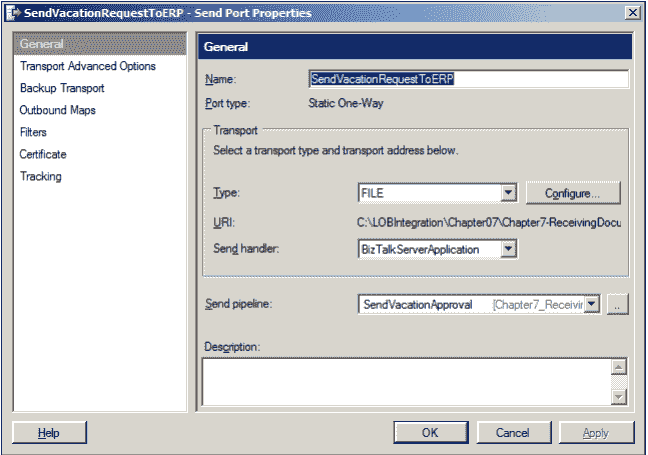 SendVacationRequestToERP - Send Port Properties
General
Transport Advanced Options
Backup Transport
Outbound Maps
Filters
Certificate
Tracking
General
Name: SendVacationRequestToERP
Port type: Static One-Way
Transport
Select a transport type and transport address below.
Type: FILE Configure...
URI: C:\LOBIntegration\Chapter07\Chapter7-ReceivingDocu
Send handler: BizTalkServerApplication
Send pipeline: SendVacationApproval [Chapter7_Receivir ..
Description:
Help OK Cancel Apply